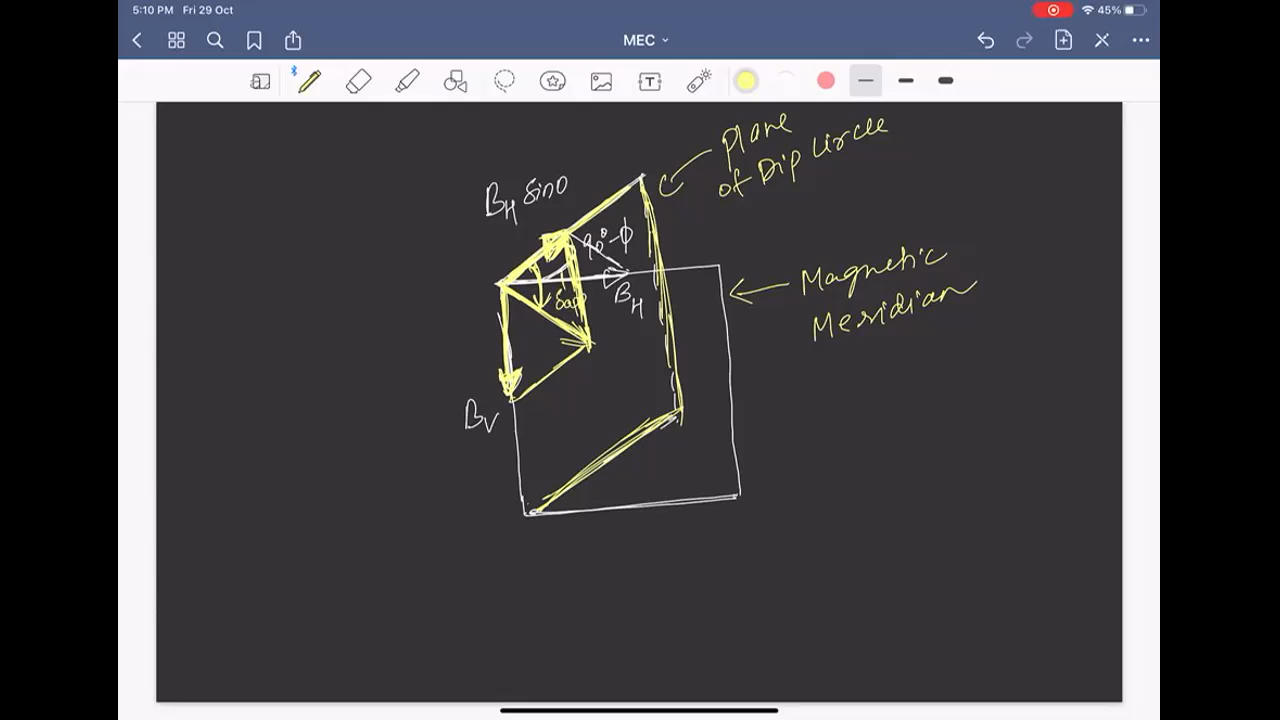 5:10 PM Fri 29 Oct
45%
MEC
T
Plane
of Dip Circle
B_H sinθ
90°-ϕ
Magnetic
Meridian
B_H
δapp
B_V